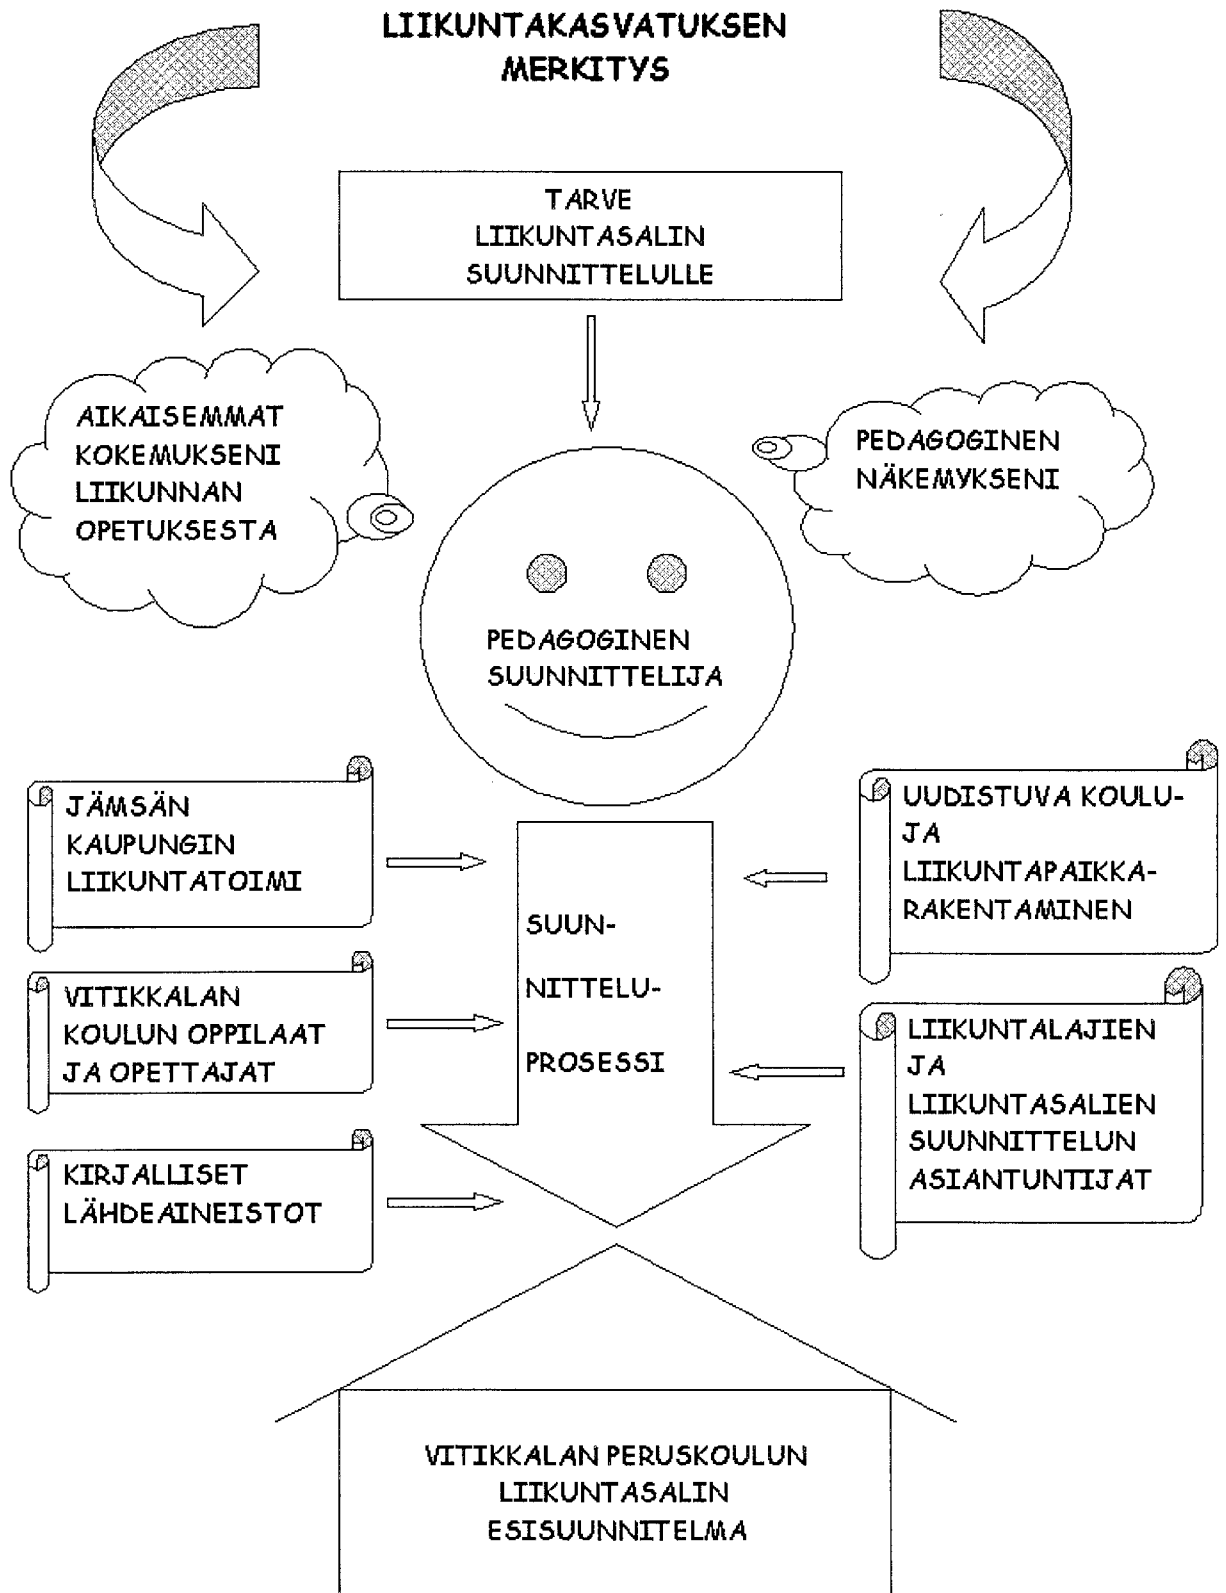 LIIKUNTAKASVATUKSEN
MERKITYS
TARVE
LIIKUNTASALIN
SUUNNITTELULLE
AIKAISEMMAT
KOKEMUKSENI
LIIKUNNAN
OPETUKSESTA
PEDAGOGINEN
NÄKEMYKSENI
PEDAGOGINEN
SUUNNITTELIJA
JÄMSÄN
KAUPUNGIN
LIIKUNTATOIMI
UUDISTUVA KOULU-
JA
LIIKUNTAPAIKKA-
RAKENTAMINEN
SUUN-
NITTELU-
PROSESSI
VITIKKALAN
KOULUN OPPILAAT
JA OPETTAJAT
LIIKUNTALAJIEN
JA
LIIKUNTASALIEN
SUUNNITTELUN
ASIANTUNTIJAT
KIRJALLISET
LÄHDEAINEISTOT
VITIKKALAN PERUSKOULUN
LIIKUNTASALIN
ESISUUNNITELMA